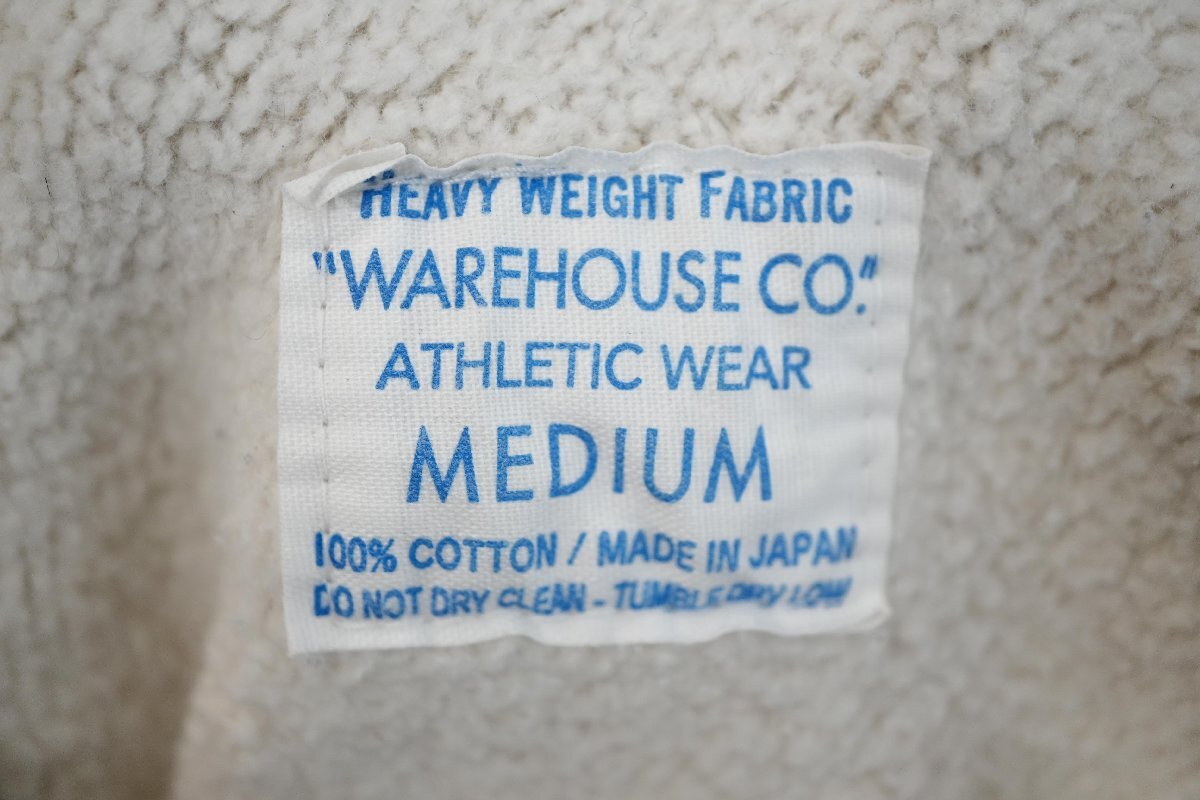 HEAVY WEIGHT FABRIC
"WAREHOUSE CO."
ATHLETIC WEAR
MEDIUM
100% COTTON / MADE IN JAPAN
DO NOT DRY CLEAN - TUMBLE DRY LOW